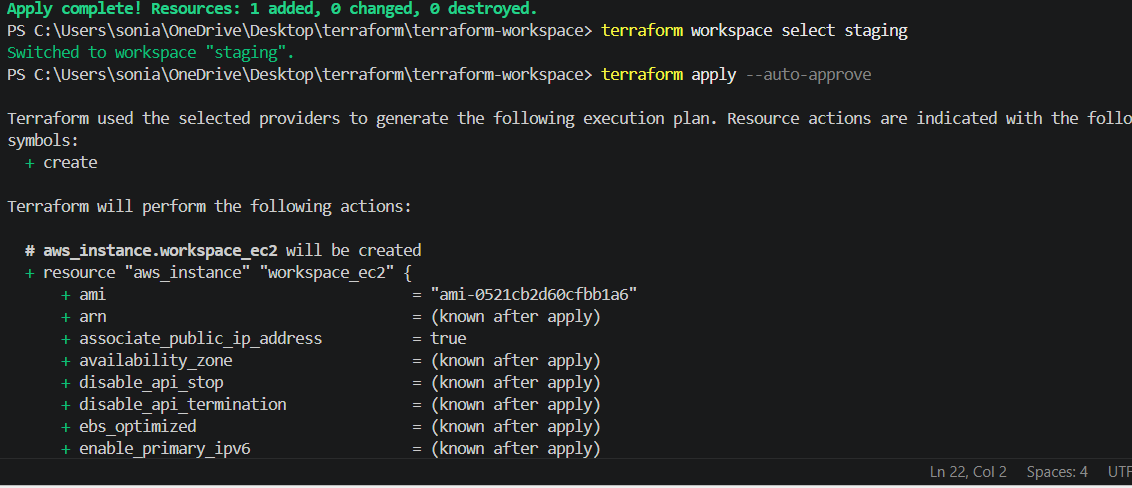 Apply complete! Resources: 1 added, 0 changed, 0 destroyed.
PS C:\Users\sonia\OneDrive\Desktop\terraform\terraform-workspace> terraform workspace select staging
Switched to workspace "staging".
PS C:\Users\sonia\OneDrive\Desktop\terraform\terraform-workspace> terraform apply --auto-approve
Terraform used the selected providers to generate the following execution plan. Resource actions are indicated with the follo
symbols:
+ create
Terraform will perform the following actions:
# aws_instance.workspace_ec2 will be created
+ resource "aws_instance" "workspace_ec2" {
+ ami = "ami-0521cb2d60cfbb1a6"
+ arn = (known after apply)
+ associate_public_ip_address = true
+ availability_zone = (known after apply)
+ disable_api_stop = (known after apply)
+ disable_api_termination = (known after apply)
+ ebs_optimized = (known after apply)
+ enable_primary_ipv6 = (known after apply)
Ln 22, Col 2 Spaces: 4 UTF